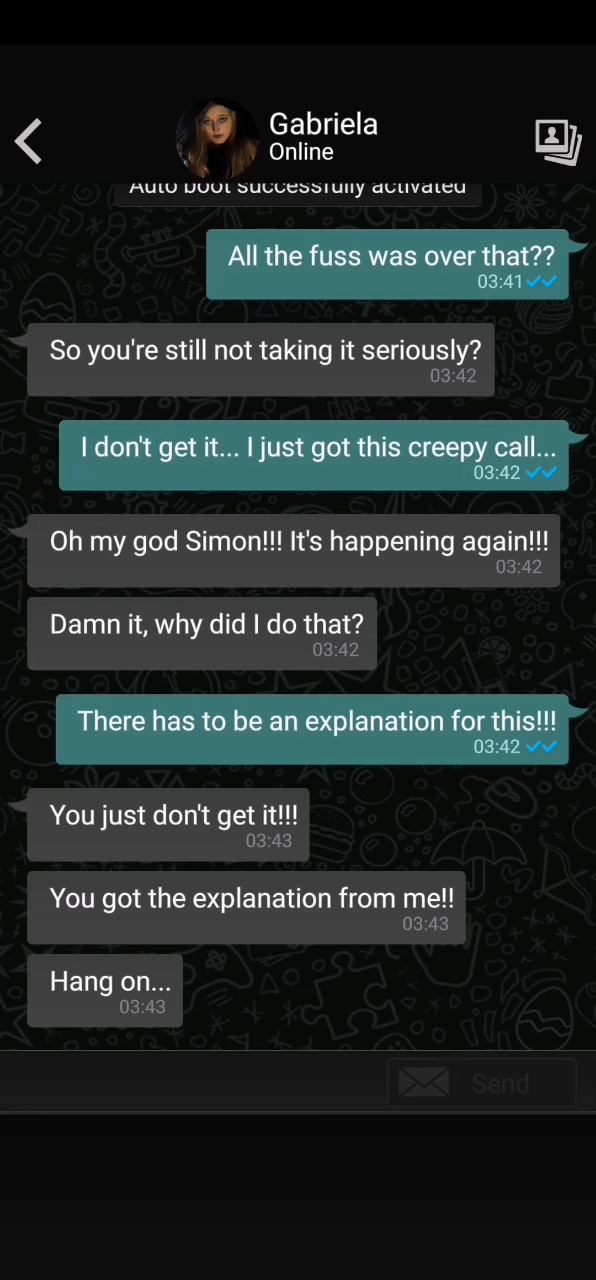 Gabriela
Online
Auto boot successfully activated
All the fuss was over that??
03:41
So you're still not taking it seriously?
03:42
I don't get it... I just got this creepy call...
03:42
Oh my god Simon!!! It's happening again!!!
03:42
Damn it, why did I do that?
03:42
There has to be an explanation for this!!!
03:42
You just don't get it!!!
03:43
You got the explanation from me!!
03:43
Hang on...
03:43
Send